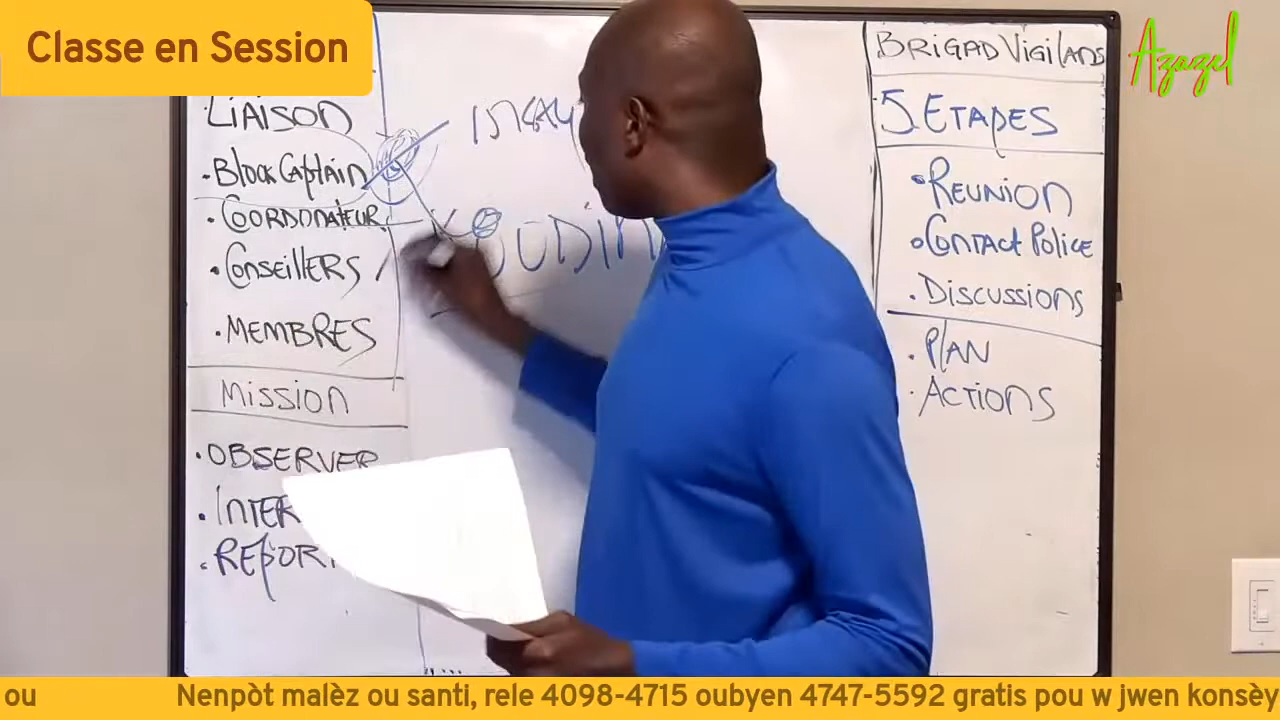 Classe en Session
LIAISON
• Block Captain
• COORDONATEUR
• Conseillers
• MEMBRES
Mission
• OBSERVER
BRIGAD VIGILANS
5 ETAPES
• REUNION
• Contact Police
• Discussions
• PLAN
• Actions
Azazel
ou Nenpòt malèz ou santi, rele 4098-4715 oubyen 4747-5592 gratis pou w jwen konsèy